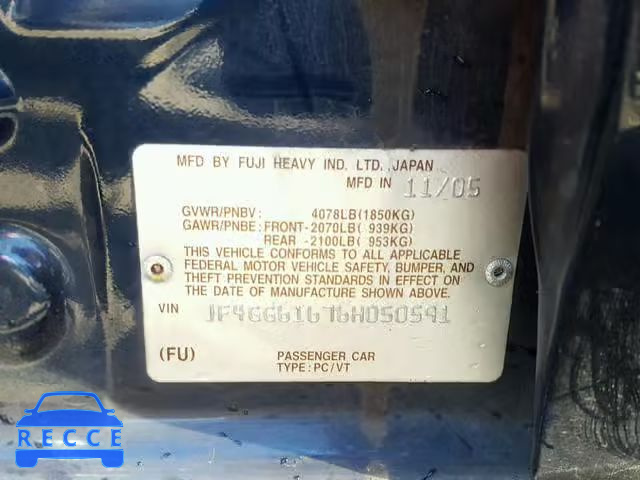 MFD BY FUJI HEAVY IND. LTD. ,JAPAN
MFD IN 11/05
GVWR/PNBV : 4078LB(1850KG)
GAWR/PNBE: FRONT-2070LB( 939KG)
REAR -2100LB( 953KG)
THIS VEHICLE CONFORMS TO ALL APPLICABLE
FEDERAL MOTOR VEHICLE SAFETY, BUMPER, AND
THEFT PREVENTION STANDARDS IN EFFECT ON
THE DATE OF MANUFACTURE SHOWN ABOVE.
VIN JF4GG61676H050591
(FU) PASSENGER CAR
TYPE : PC/VT
RECCE